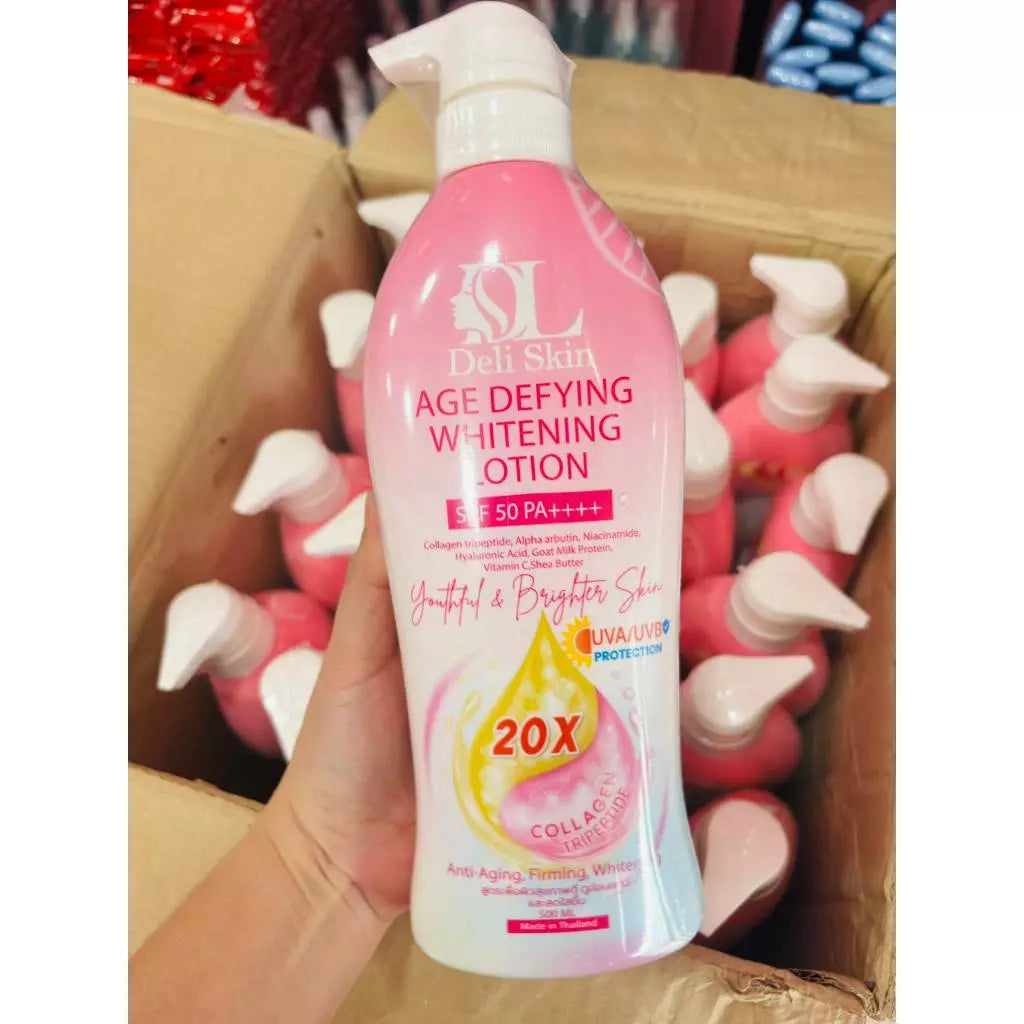 DL
Deli Skin
AGE DEFYING
WHITENING
LOTION
SPF 50 PA++++
Collagen tripeptide, Alpha arbutin, Niacinamide,
Hyaluronic Acid, Goat Milk Protein,
Vitamin C,Shea Butter
Youthful & Brighter Skin
UVA/UVB
PROTECTION
20X
COLLAGEN
TRIPEPTIDE
Anti-Aging, Firming,
500 ML
Made in Thailand